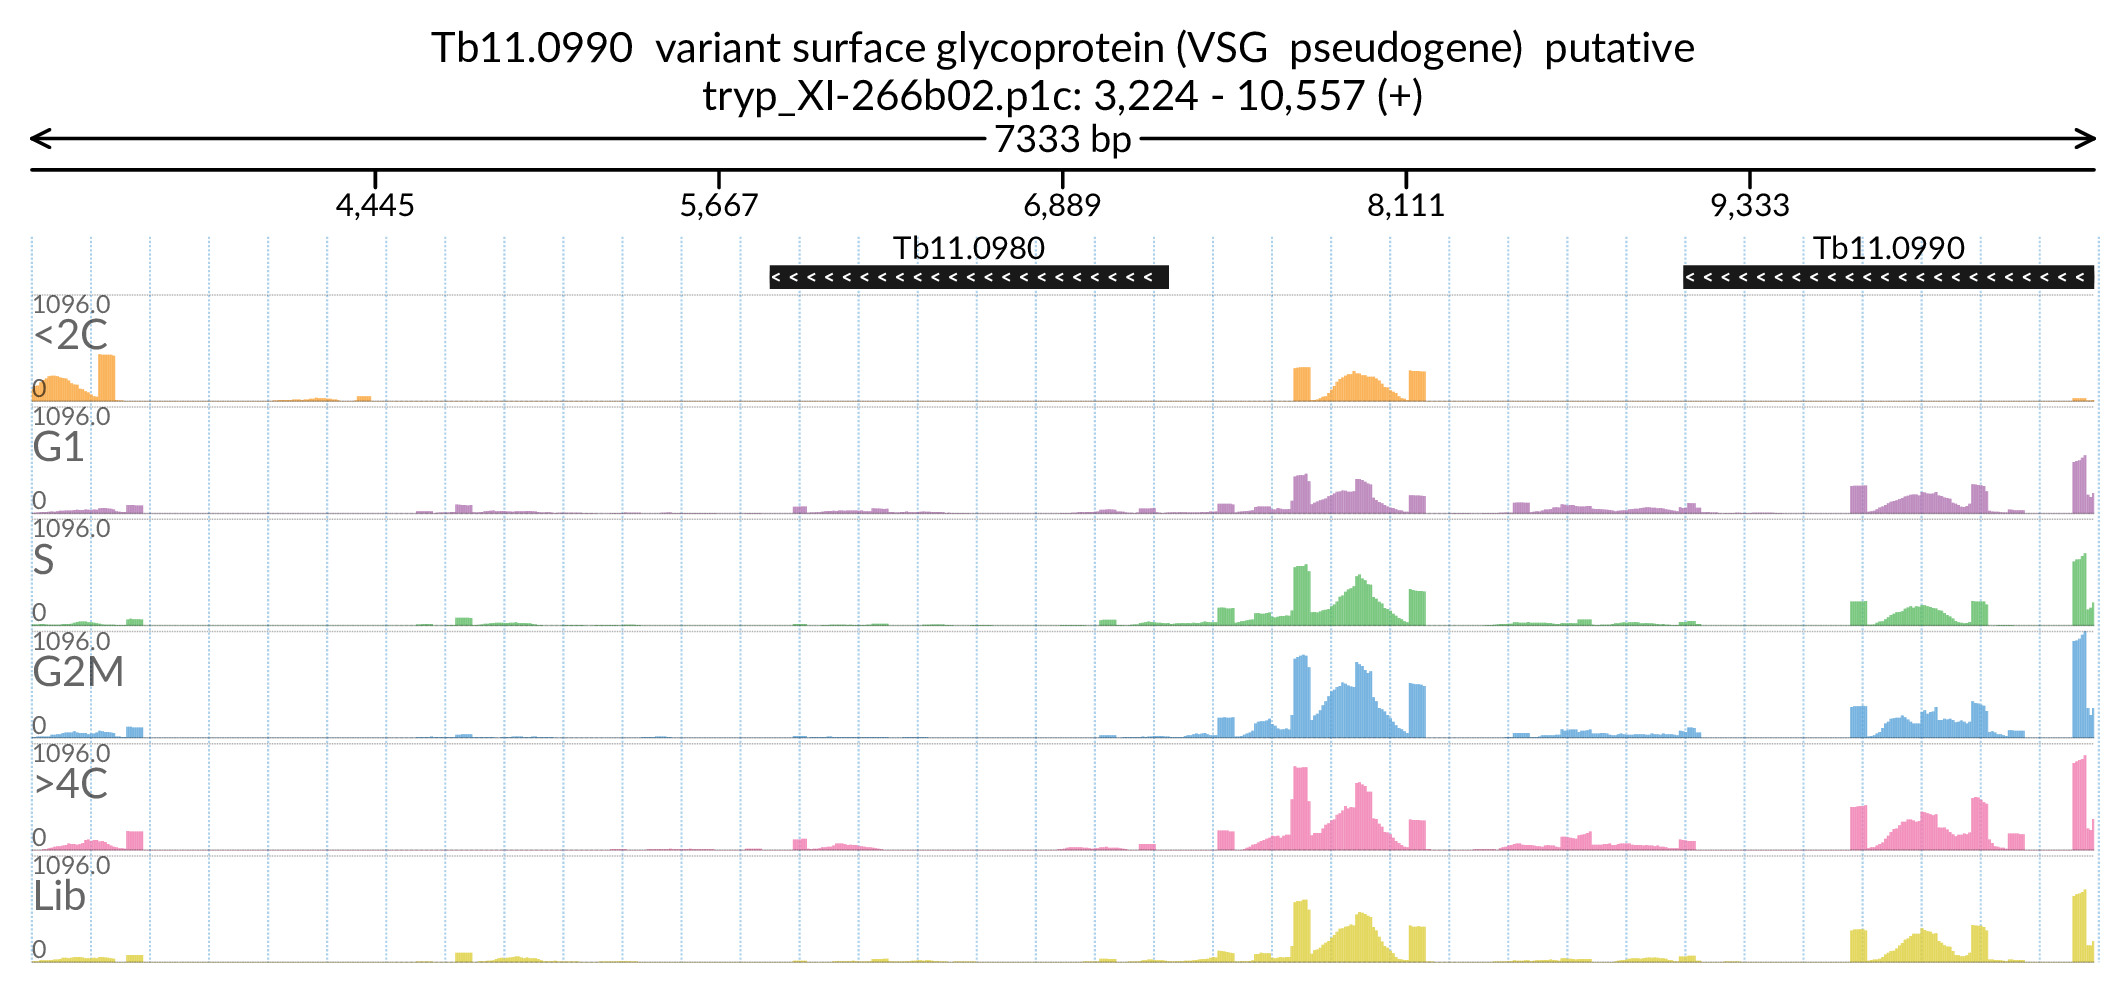 Tb11.0990  variant surface glycoprotein (VSG  pseudogene)  putative
tryp_XI-266b02.p1c: 3,224 - 10,557 (+)
7333 bp
4,445 5,667 6,889 8,111 9,333
Tb11.0980 Tb11.0990
1096.0
<2C
0
1096.0
G1
0
1096.0
S
0
1096.0
G2M
0
1096.0
>4C
0
1096.0
Lib
0